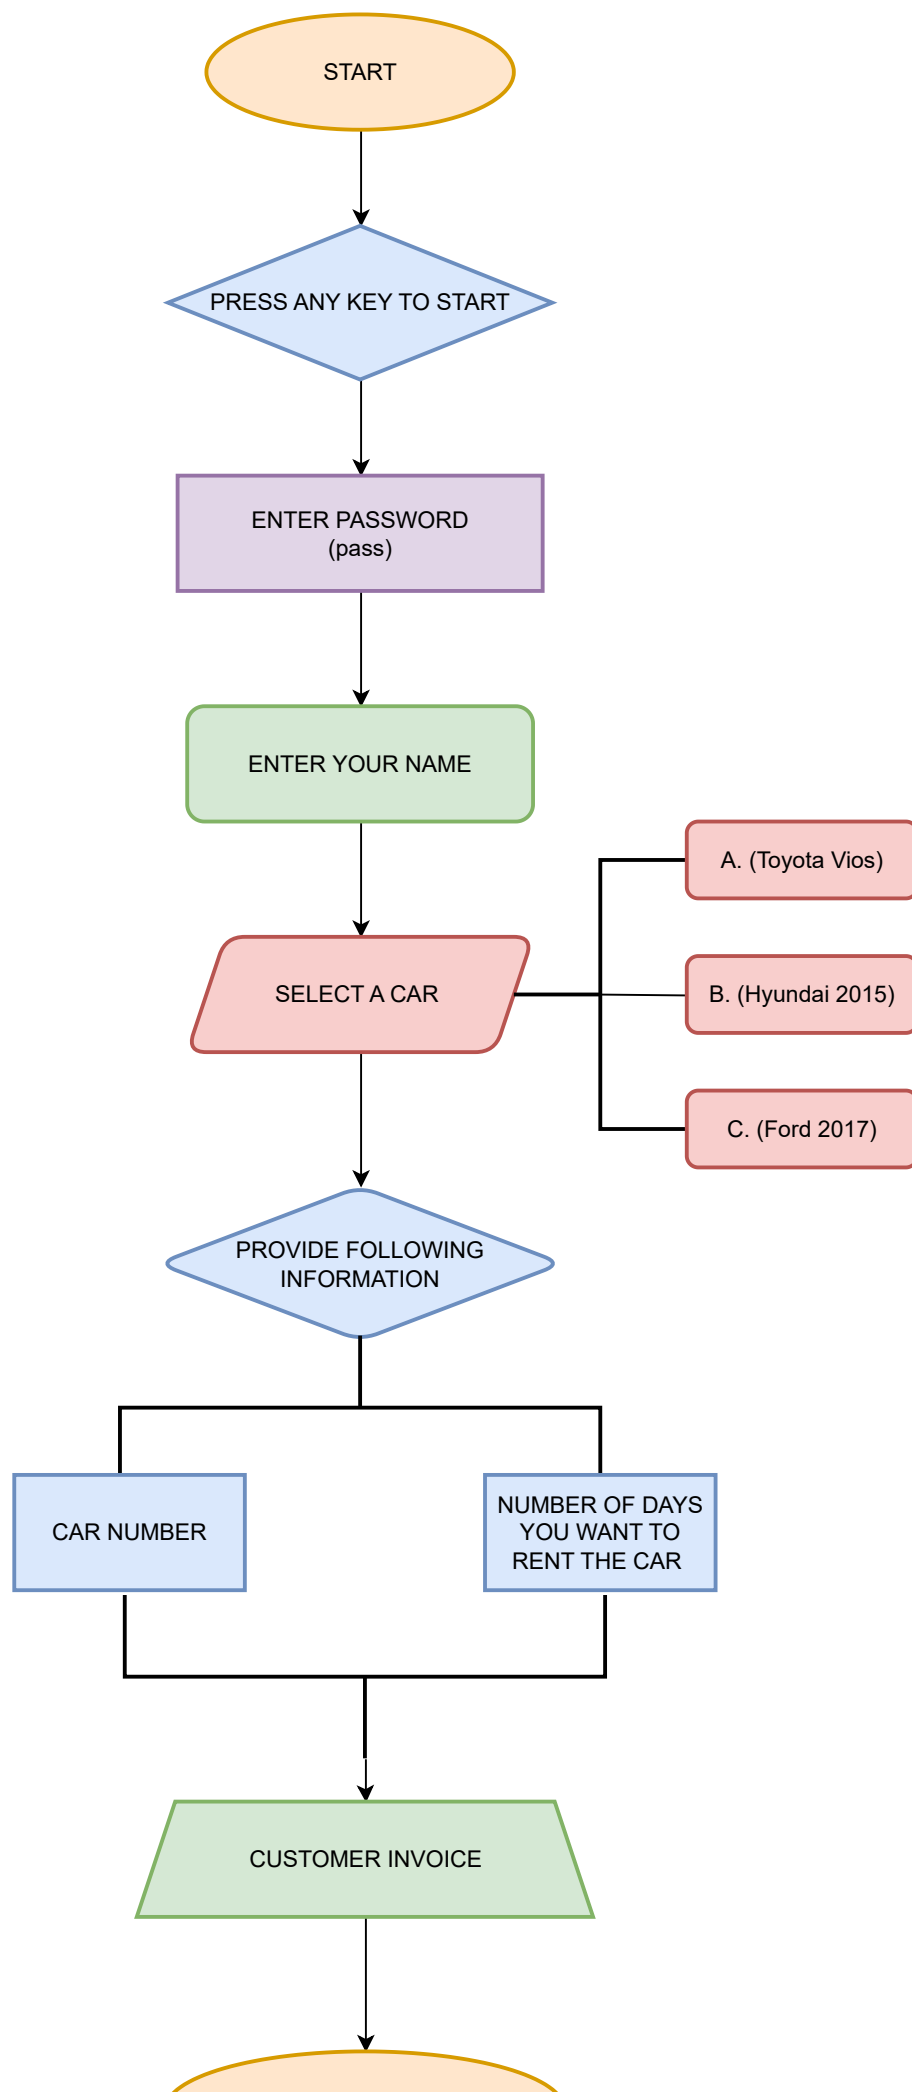 START
PRESS ANY KEY TO START
ENTER PASSWORD
(pass)
ENTER YOUR NAME
SELECT A CAR
A. (Toyota Vios)
B. (Hyundai 2015)
C. (Ford 2017)
PROVIDE FOLLOWING
INFORMATION
CAR NUMBER
NUMBER OF DAYS
YOU WANT TO
RENT THE CAR
CUSTOMER INVOICE